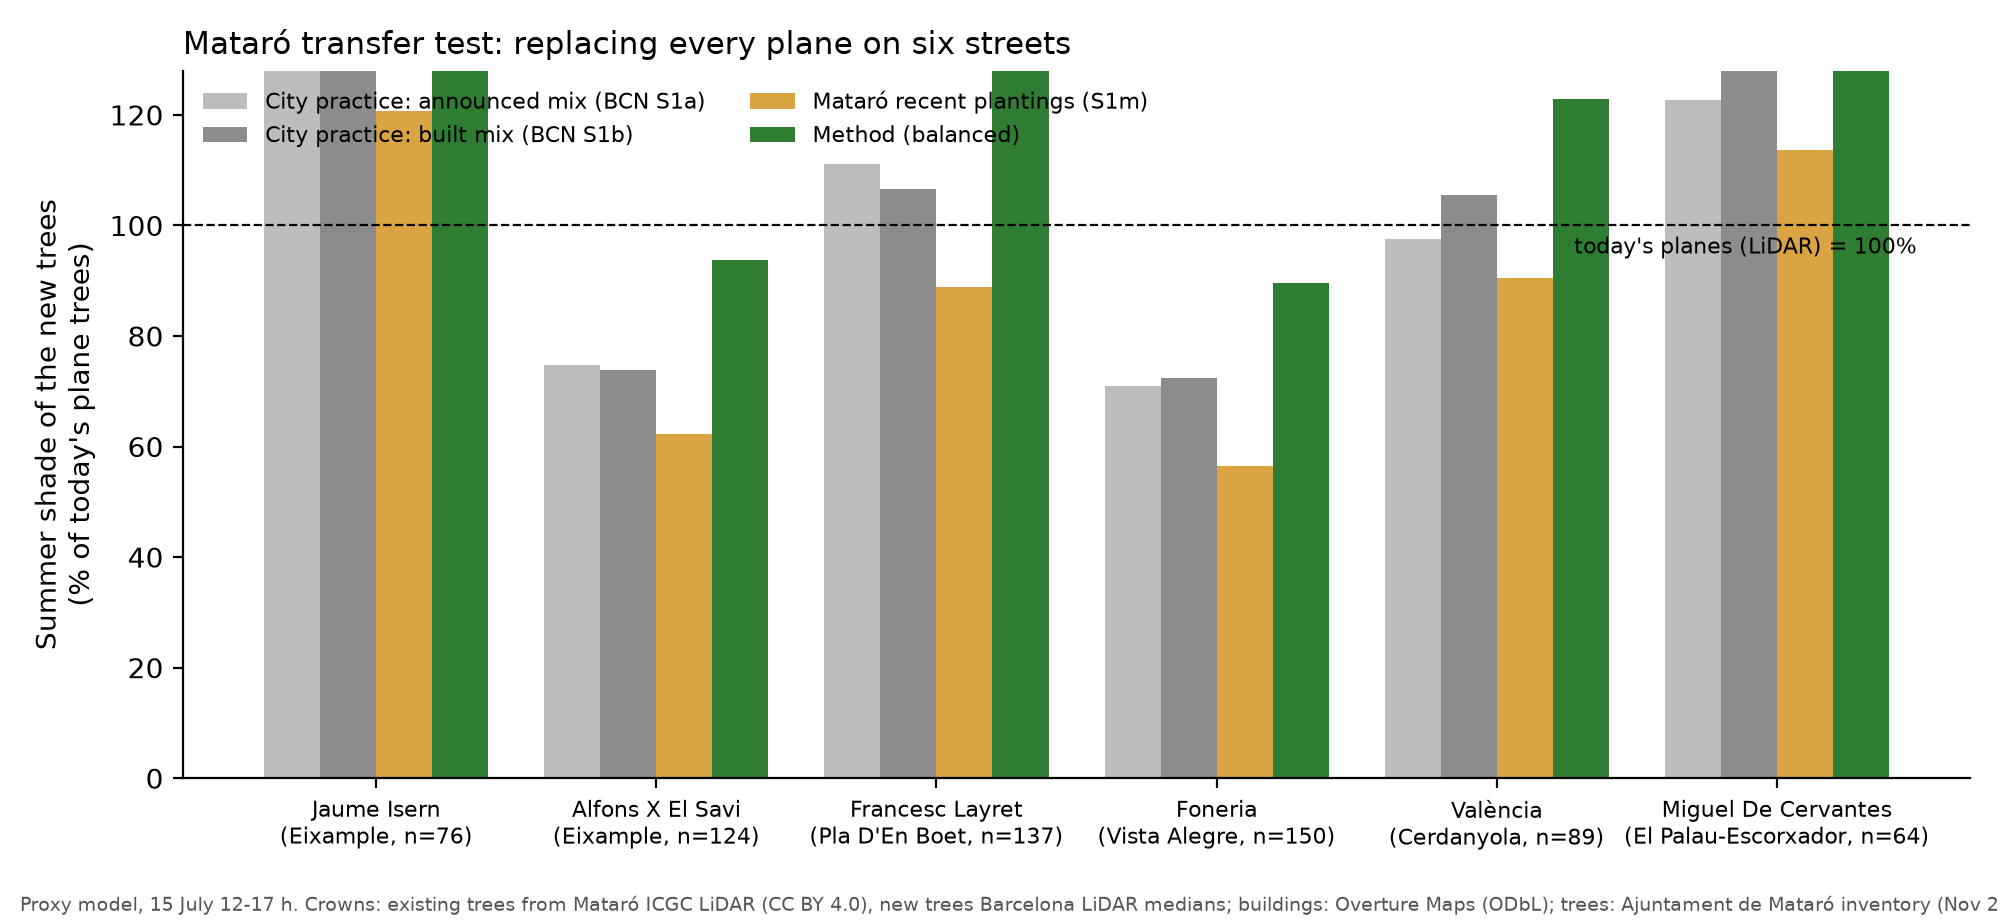 Mataró transfer test: replacing every plane on six streets
City practice: announced mix (BCN S1a)
City practice: built mix (BCN S1b)
Mataró recent plantings (S1m)
Method (balanced)
Summer shade of the new trees
(% of today's plane trees)
120
100
80
60
40
20
0
today's planes (LiDAR) = 100%
Jaume Isern
(Eixample, n=76)
Alfons X El Savi
(Eixample, n=124)
Francesc Layret
(Pla D'En Boet, n=137)
Foneria
(Vista Alegre, n=150)
València
(Cerdanyola, n=89)
Miguel De Cervantes
(El Palau-Escorxador, n=64)
Proxy model, 15 July 12-17 h. Crowns: existing trees from Mataró ICGC LiDAR (CC BY 4.0), new trees Barcelona LiDAR medians; buildings: Overture Maps (ODbL); trees: Ajuntament de Mataró inventory (Nov 2